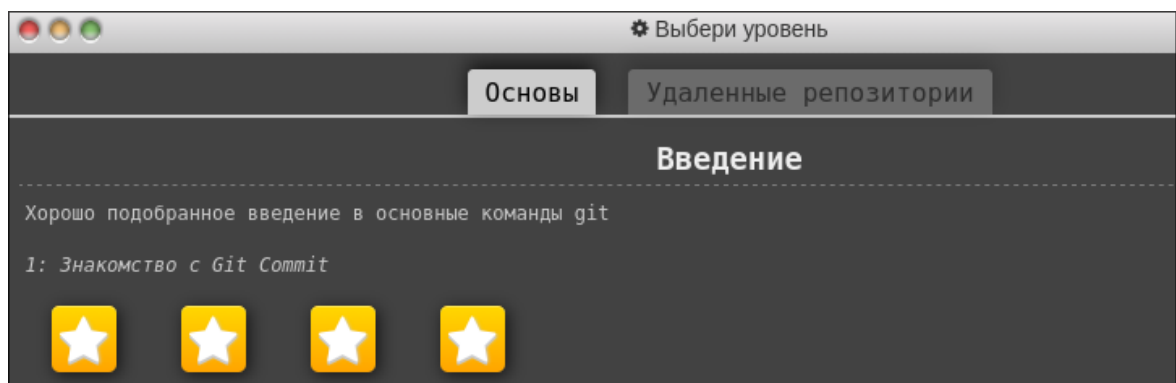 Выбери уровень
Основы
Удаленные репозитории
Введение
Хорошо подобранное введение в основные команды git
1: Знакомство с Git Commit